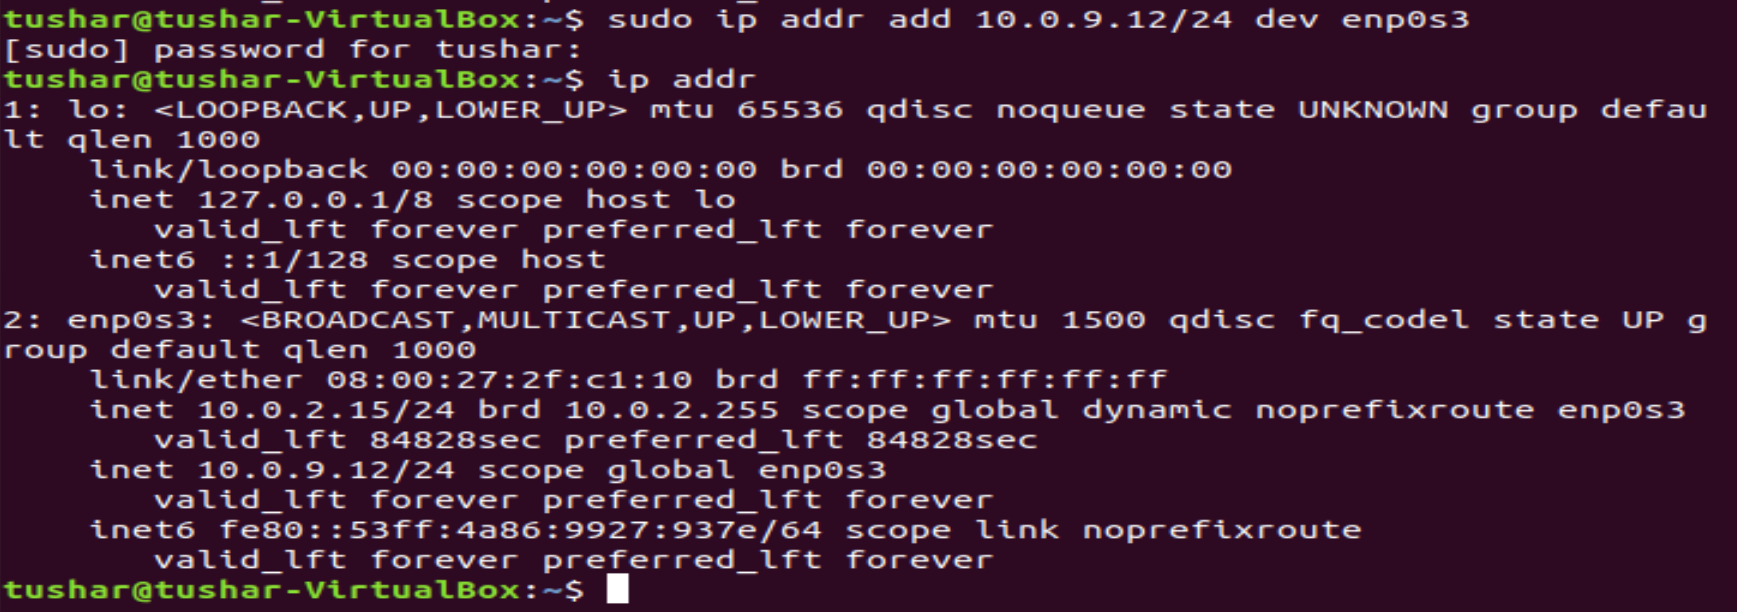 tushar@tushar-VirtualBox:~$ sudo ip addr add 10.0.9.12/24 dev enp0s3
[sudo] password for tushar:
tushar@tushar-VirtualBox:~$ ip addr
1: lo: <LOOPBACK,UP,LOWER_UP> mtu 65536 qdisc noqueue state UNKNOWN group defau
lt qlen 1000
    link/loopback 00:00:00:00:00:00 brd 00:00:00:00:00:00
    inet 127.0.0.1/8 scope host lo
       valid_lft forever preferred_lft forever
    inet6 ::1/128 scope host
       valid_lft forever preferred_lft forever
2: enp0s3: <BROADCAST,MULTICAST,UP,LOWER_UP> mtu 1500 qdisc fq_codel state UP g
roup default qlen 1000
    link/ether 08:00:27:2f:c1:10 brd ff:ff:ff:ff:ff:ff
    inet 10.0.2.15/24 brd 10.0.2.255 scope global dynamic noprefixroute enp0s3
       valid_lft 84828sec preferred_lft 84828sec
    inet 10.0.9.12/24 scope global enp0s3
       valid_lft forever preferred_lft forever
    inet6 fe80::53ff:4a86:9927:937e/64 scope link noprefixroute
       valid_lft forever preferred_lft forever
tushar@tushar-VirtualBox:~$